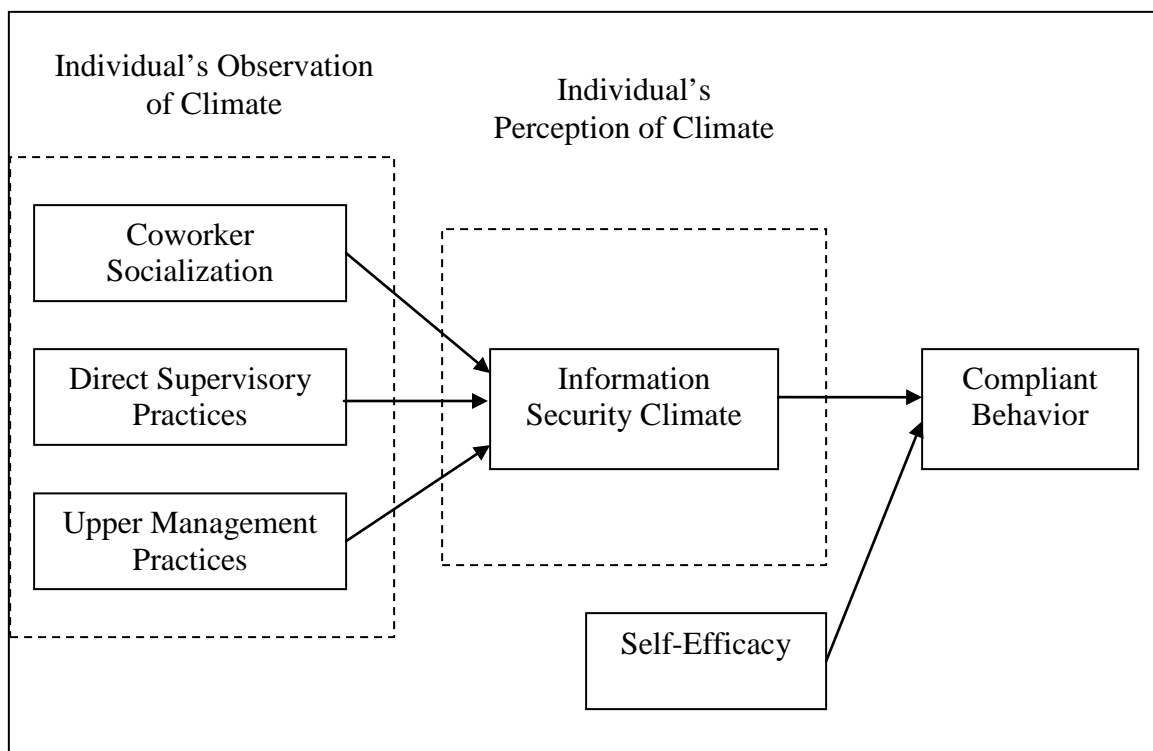 Individual’s Observation
of Climate
Individual’s
Perception of Climate
Coworker
Socialization
Direct Supervisory
Practices
Upper Management
Practices
Information
Security Climate
Compliant
Behavior
Self-Efficacy